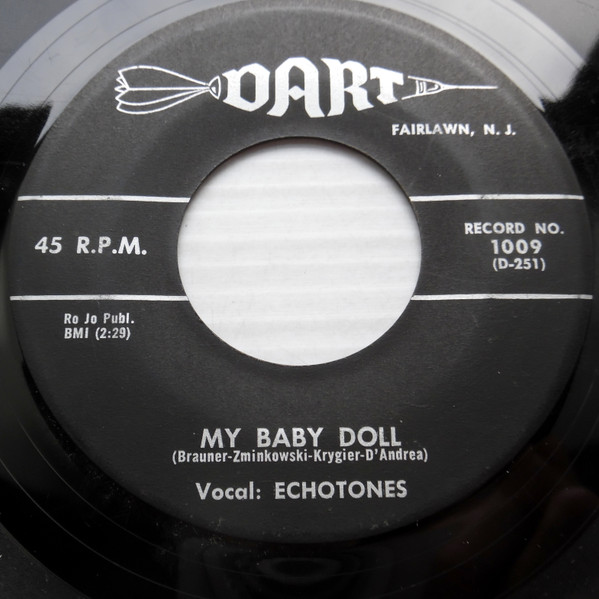 DART
FAIRLAWN, N. J.
45 R.P.M.
RECORD NO.
1009
(D-251)
Ro Jo Publ.
BMI (2:29)
MY BABY DOLL
(Brauner-Zminkowski-Krygier-D'Andrea)
Vocal: ECHOTONES